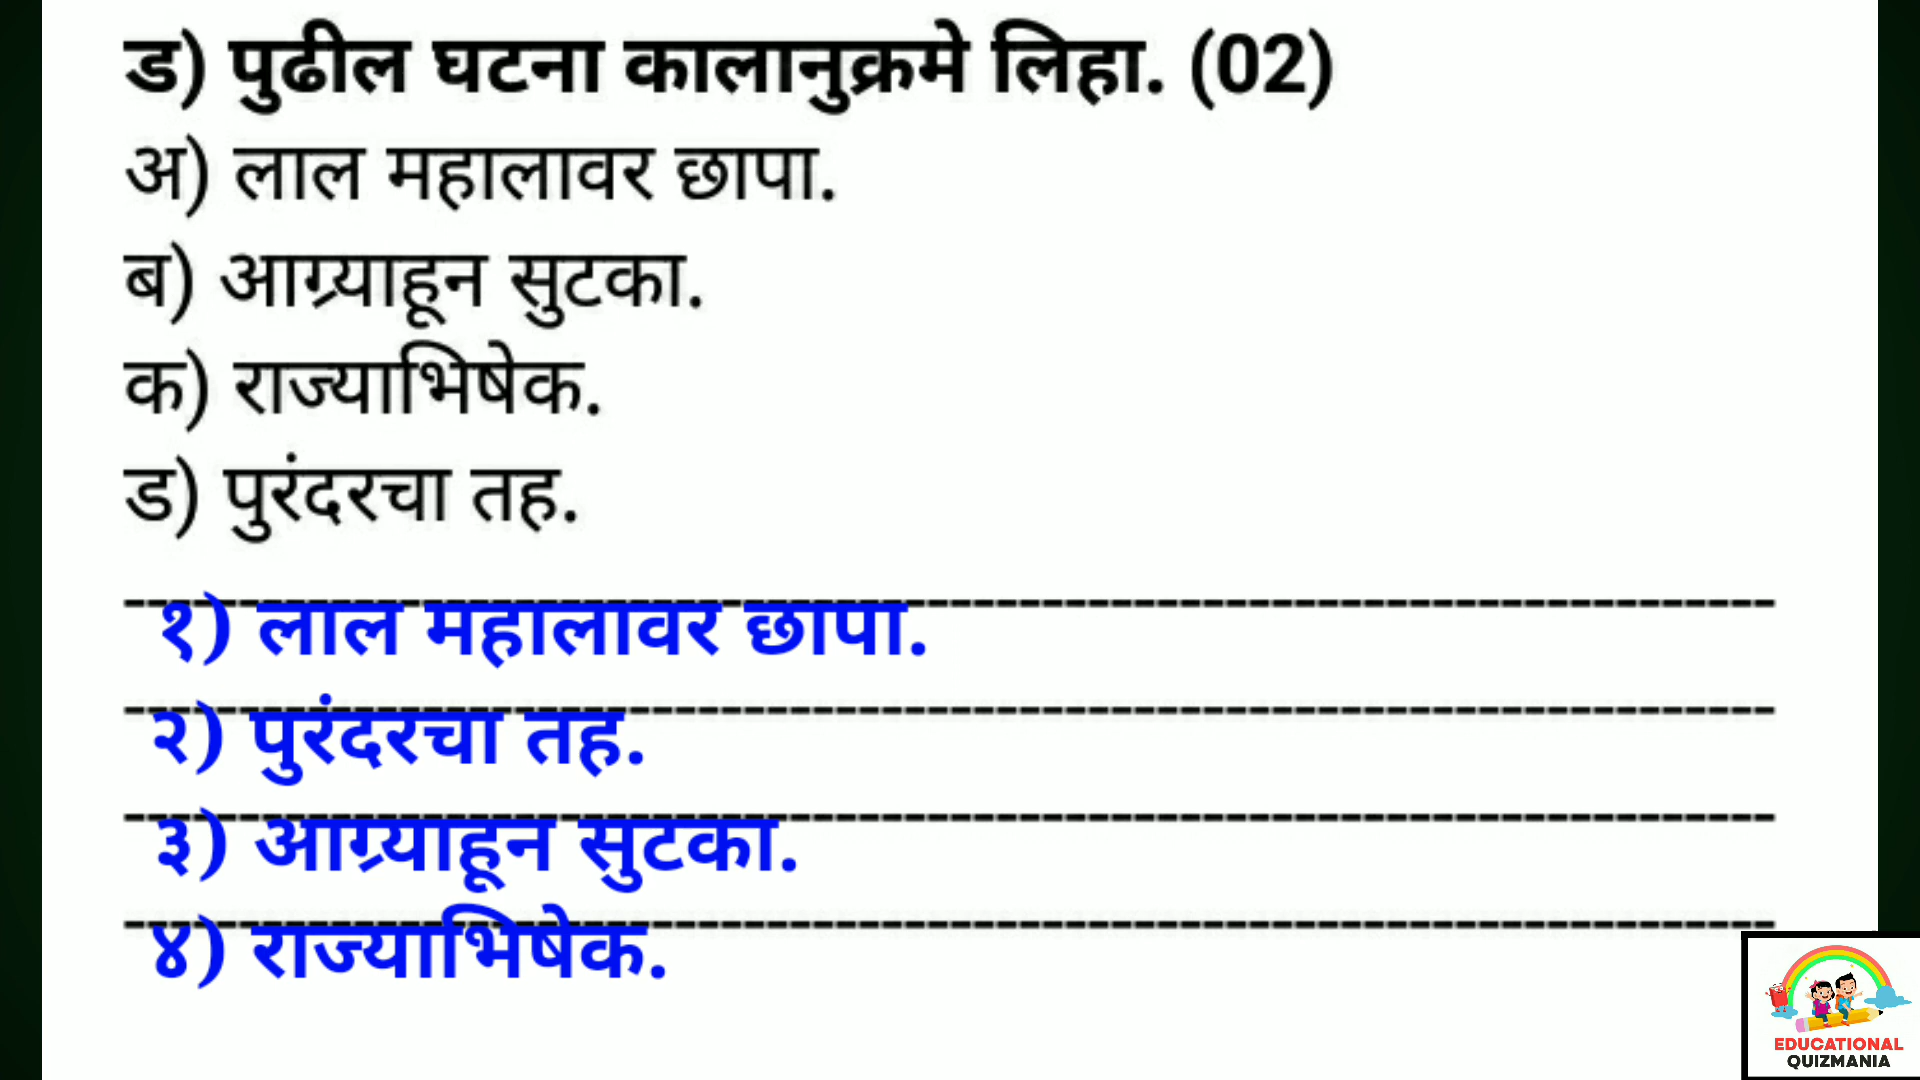 ड) पुढील घटना कालानुक्रमे लिहा. (02)
अ) लाल महालावर छापा.
ब) आग्र्याहून सुटका.
क) राज्याभिषेक.
ड) पुरंदरचा तह.
१) लाल महालावर छापा.
२) पुरंदरचा तह.
३) आग्र्याहून सुटका.
४) राज्याभिषेक.
EDUCATIONAL
QUIZMANIA